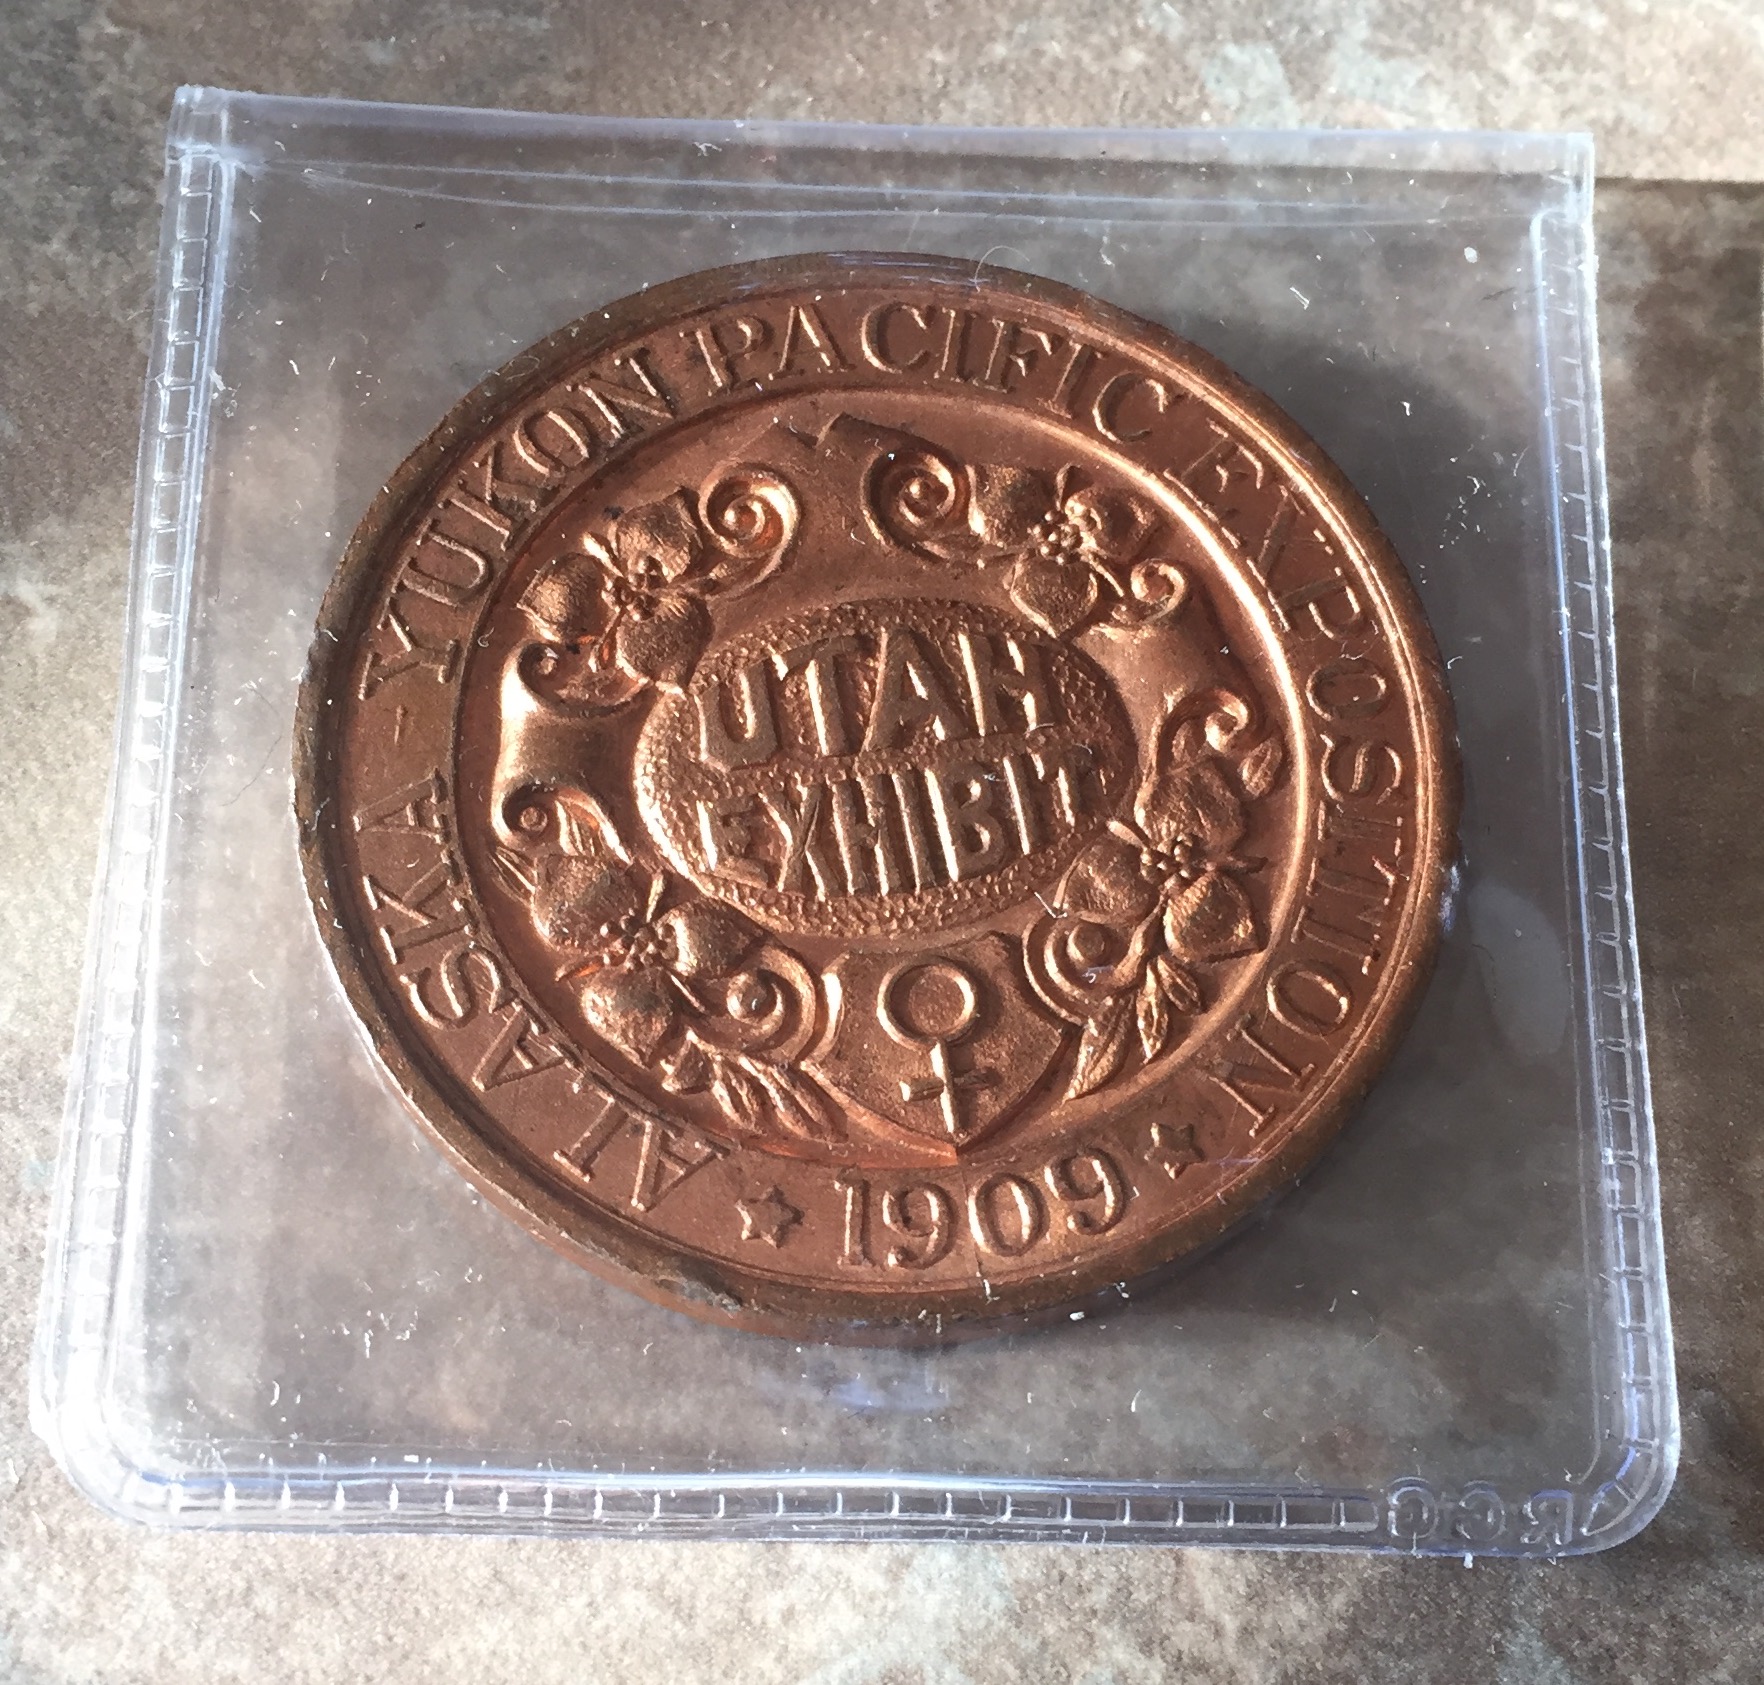 ALASKA - YUKON PACIFIC EXPOSITION
UTAH
EXHIBIT
1909